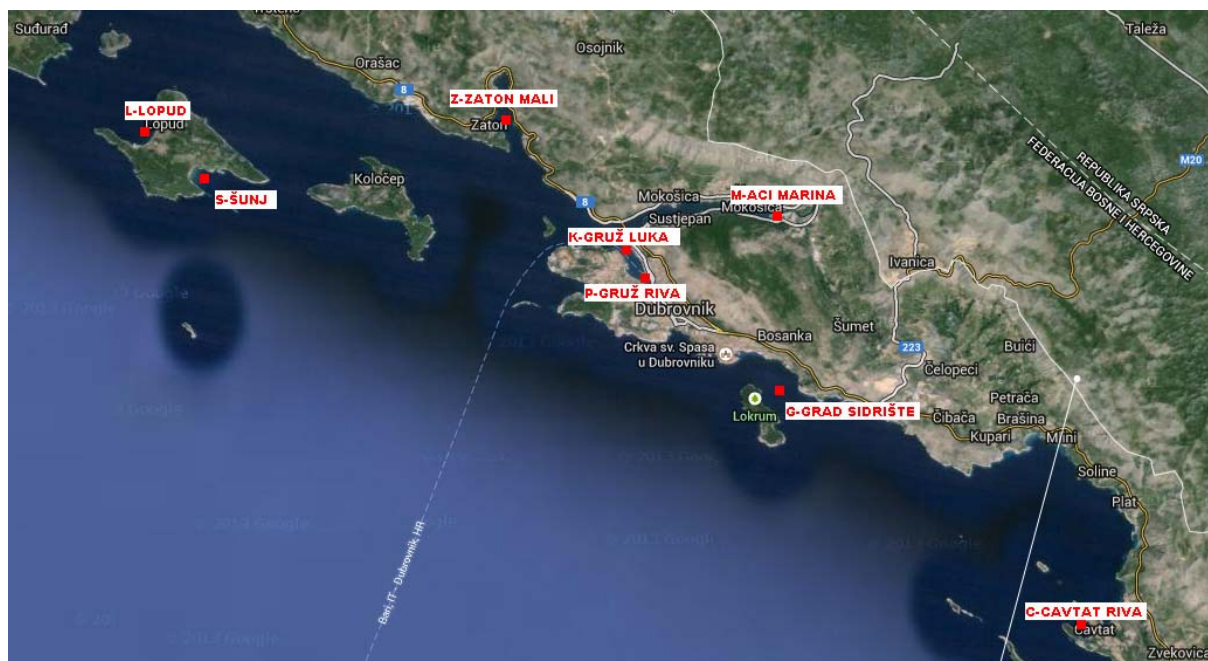 Suđurađ
Orašac
Osojnik
Taleža
8
M20
L-LOPUD
Lopud
Z-ZATON MALI
Zaton
S-ŠUNJ
Koločep
8
Mokošica
Sustjepan
M-ACI MARINA
Mokošica
REPUBLIKA SRPSKA
FEDERACIJA BOSNE I HERCEGOVINE
K-GRUŽ LUKA
P-GRUŽ RIVA
Dubrovnik
Ivanica
Bosanka
Šumet
Crkva sv. Spasa
u Dubrovniku
223
Buići
Čelopeci
Petrača
Lokrum
G-GRAD SIDRIŠTE
Čibača
Brašina
Kupari
Mlini
Soline
Plat
Bari, IT - Dubrovnik, HR
C-CAVTAT RIVA
Cavtat
Zvekovica